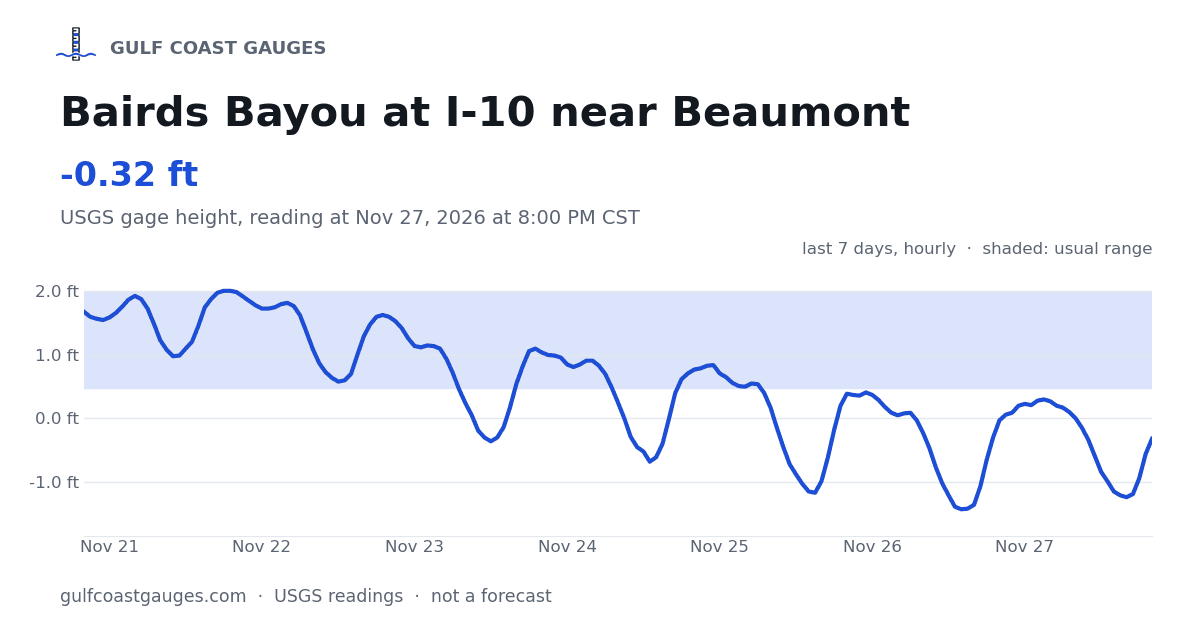 GULF COAST GAUGES
Bairds Bayou at I-10 near Beaumont
-0.32 ft
USGS gage height, reading at Nov 27, 2026 at 8:00 PM CST
last 7 days, hourly · shaded: usual range
2.0 ft
1.0 ft
0.0 ft
-1.0 ft
Nov 21 Nov 22 Nov 23 Nov 24 Nov 25 Nov 26 Nov 27
gulfcoastgauges.com · USGS readings · not a forecast